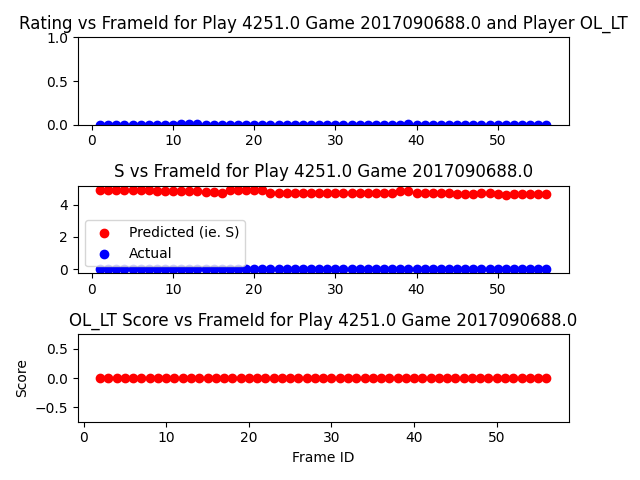 Rating vs FrameId for Play 4251.0 Game 2017090688.0 and Player OL_LT
1.0
0.5
0.0
0 10 20 30 40 50
S vs FrameId for Play 4251.0 Game 2017090688.0
4
2
0
Predicted (ie. S)
Actual
0 10 20 30 40 50
OL_LT Score vs FrameId for Play 4251.0 Game 2017090688.0
Score
0.5
0.0
−0.5
0 10 20 30 40 50
Frame ID